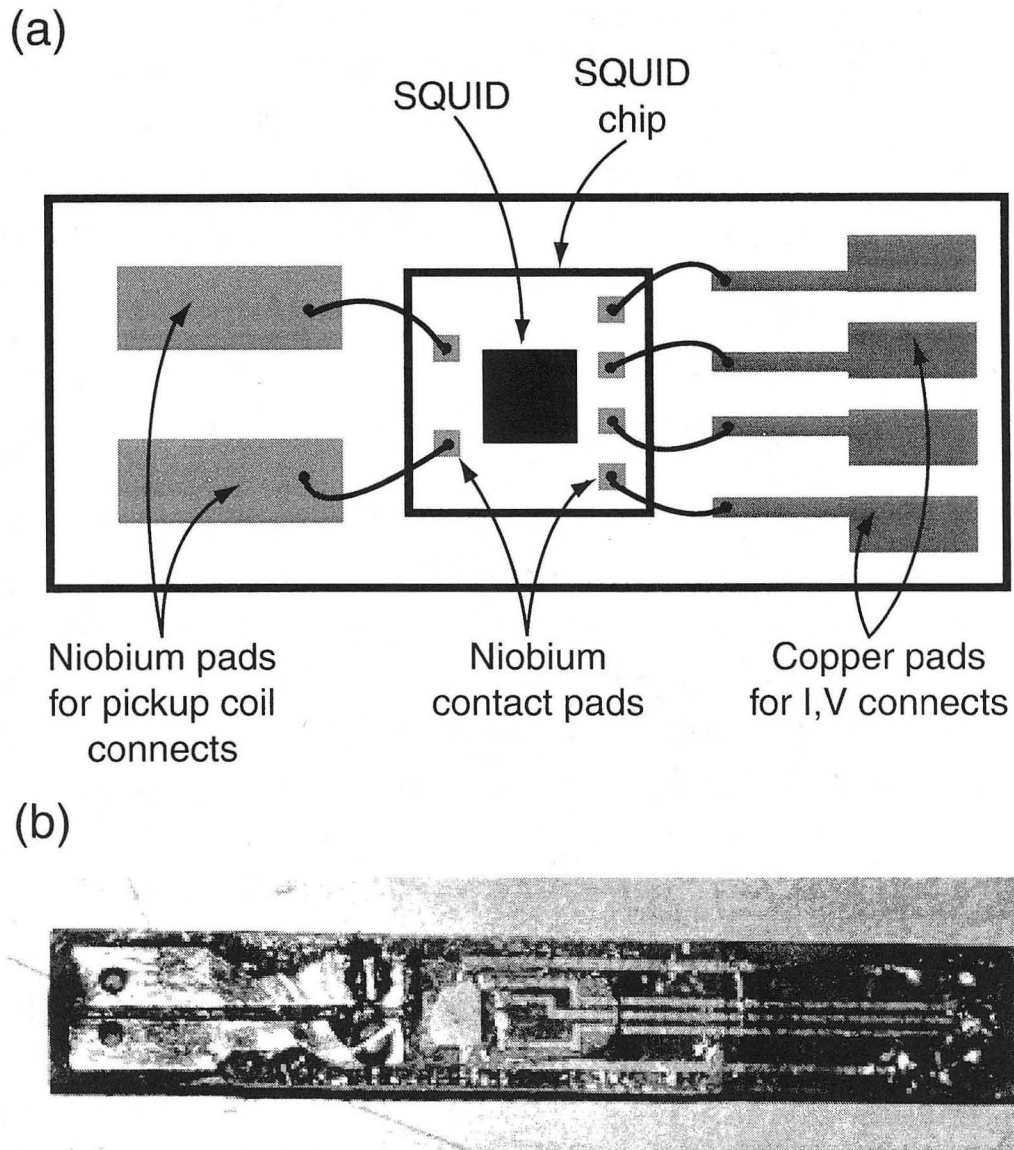 (a)
SQUID
SQUID
chip
Niobium pads
for pickup coil
connects
Niobium
contact pads
Copper pads
for I,V connects
(b)